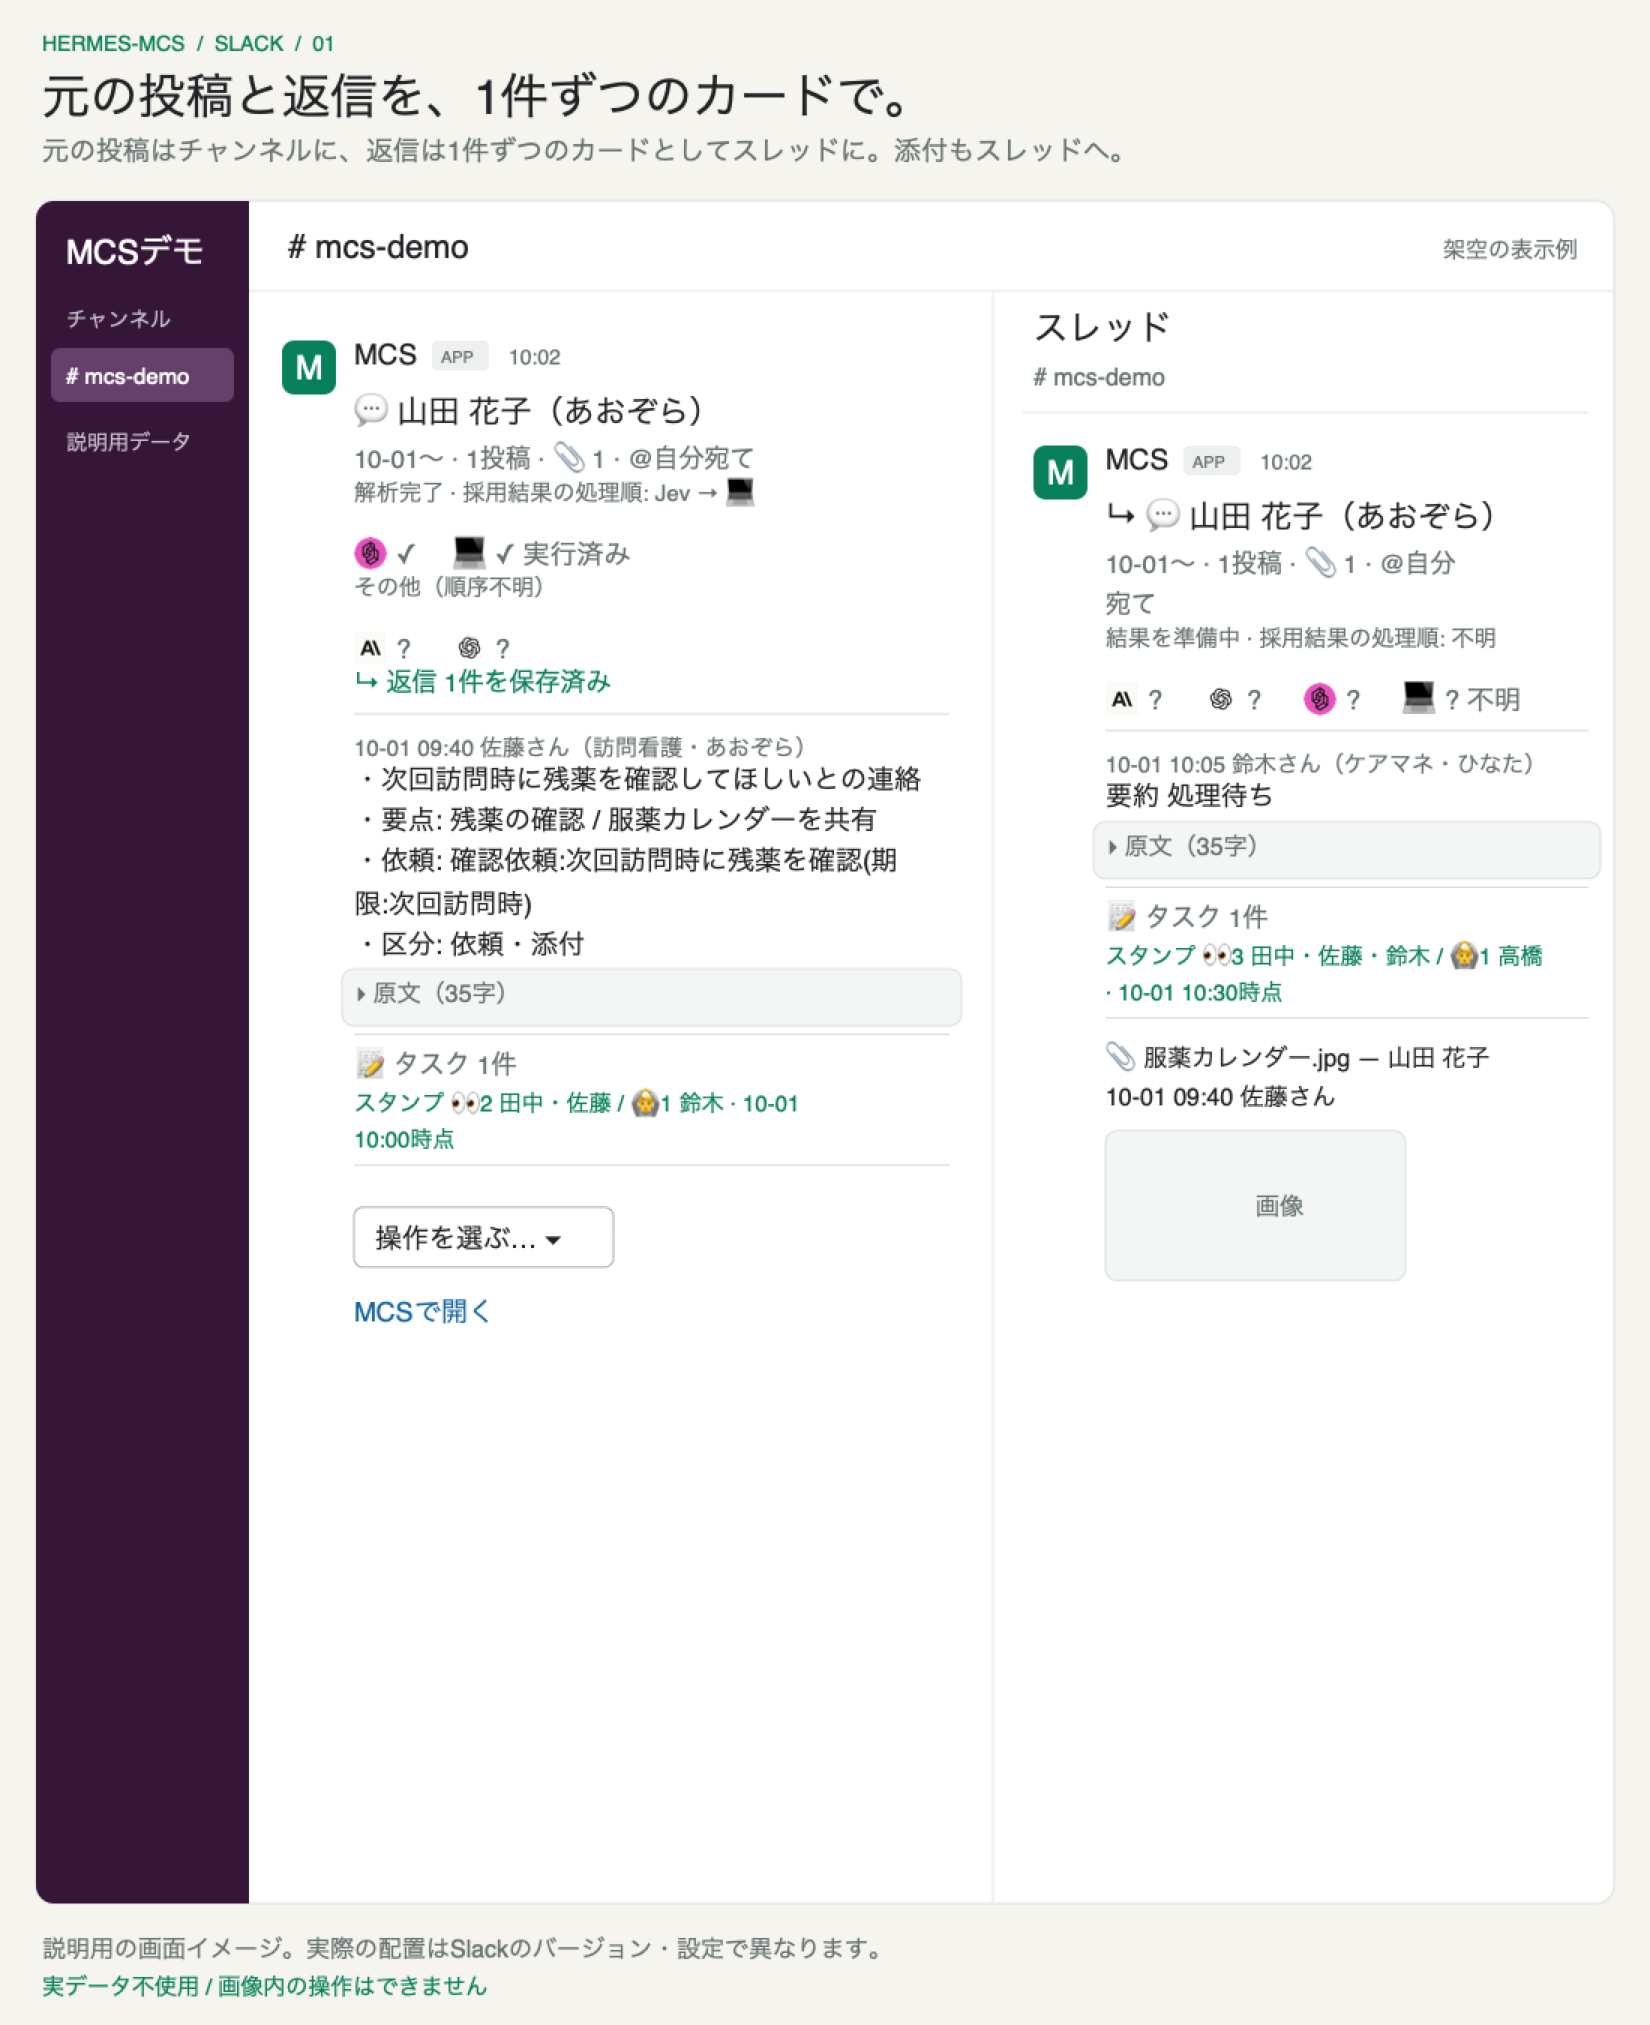 HERMES-MCS / SLACK / 01
元の投稿と返信を、1件ずつのカードで。
元の投稿はチャンネルに、返信は1件ずつのカードとしてスレッドに。添付もスレッドへ。
MCSデモ
チャンネル
# mcs-demo
説明用データ
# mcs-demo
架空の表示例
M
MCS APP 10:02
💬 山田 花子（あおぞら）
10-01〜 · 1投稿 · 📎 1 · @自分宛て
解析完了 · 採用結果の処理順: Jev → 💻
✓ 💻 ✓ 実行済み
その他（順序不明）
A\ ? ?
↳ 返信 1件を保存済み
10-01 09:40 佐藤さん（訪問看護・あおぞら）
・次回訪問時に残薬を確認してほしいとの連絡
・要点: 残薬の確認 / 服薬カレンダーを共有
・依頼: 確認依頼:次回訪問時に残薬を確認(期
限:次回訪問時)
・区分: 依頼・添付
原文（35字）
📝 タスク 1件
スタンプ 👀2 田中・佐藤 / 🙆1 鈴木 · 10-01
10:00時点
操作を選ぶ...
MCSで開く
スレッド
# mcs-demo
M
MCS APP 10:02
↳ 💬 山田 花子（あおぞら）
10-01〜 · 1投稿 · 📎 1 · @自分
宛て
結果を準備中 · 採用結果の処理順: 不明
A\ ? ? ? 💻 ? 不明
10-01 10:05 鈴木さん（ケアマネ・ひなた）
要約 処理待ち
原文（35字）
📝 タスク 1件
スタンプ 👀3 田中・佐藤・鈴木 / 🙆1 高橋
· 10-01 10:30時点
📎 服薬カレンダー.jpg — 山田 花子
10-01 09:40 佐藤さん
画像
説明用の画面イメージ。実際の配置はSlackのバージョン・設定で異なります。
実データ不使用 / 画像内の操作はできません